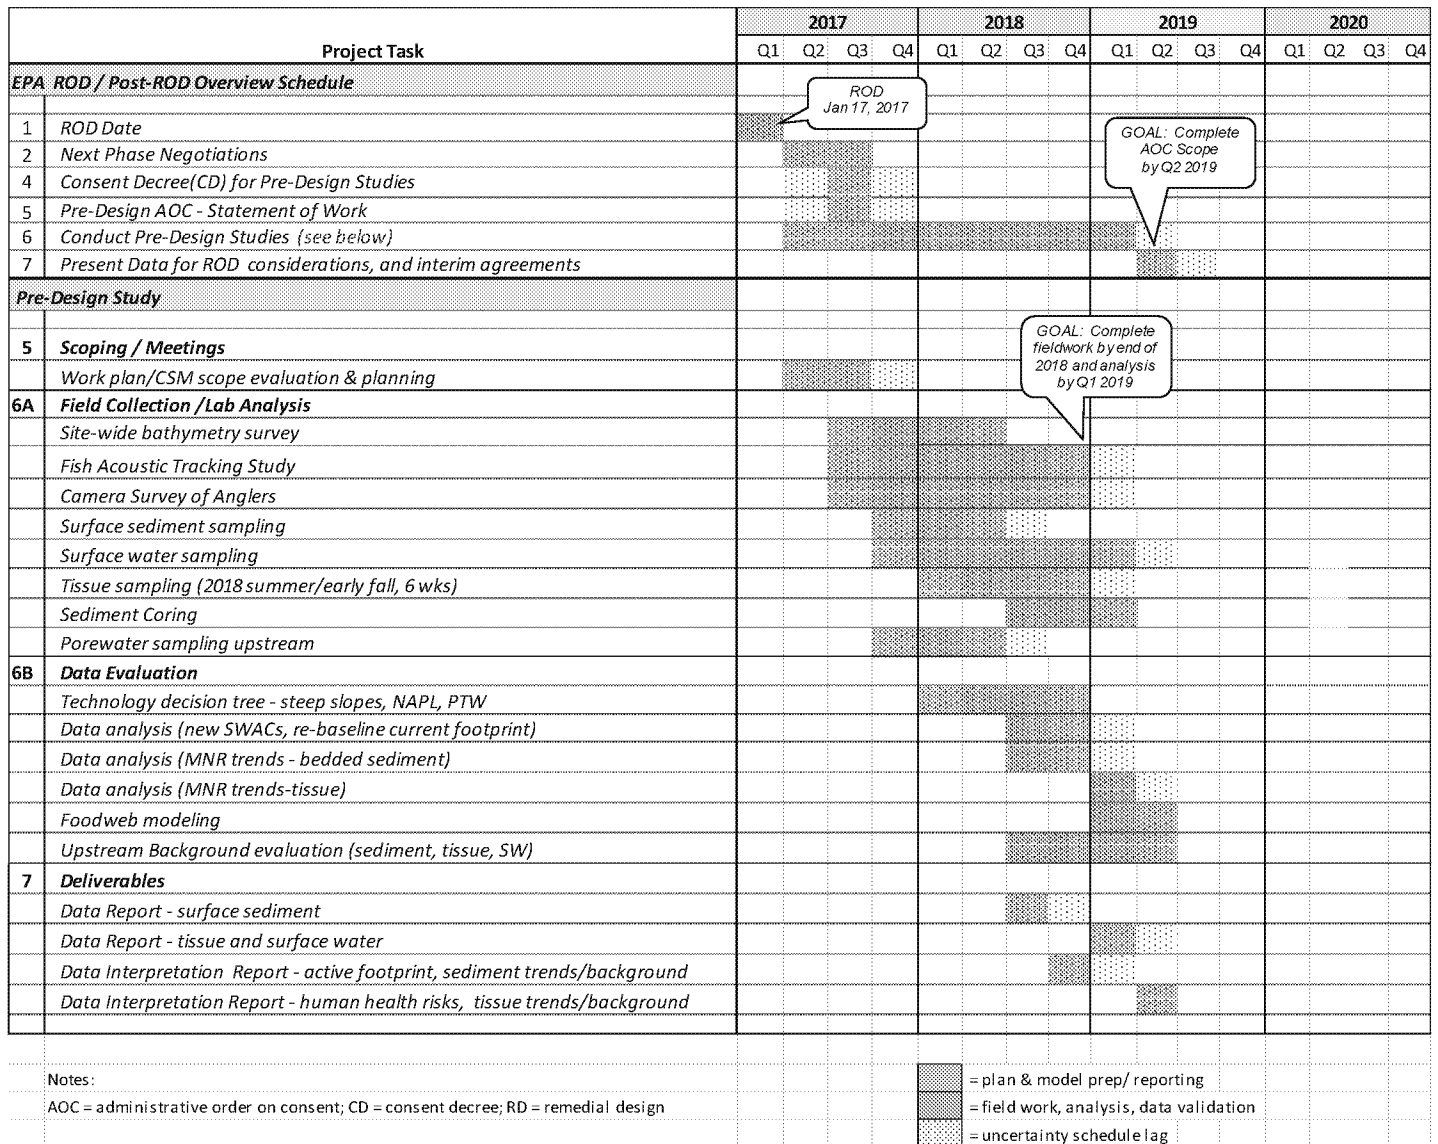 2017 2018 2019 2020
Project Task Q1 Q2 Q3 Q4 Q1 Q2 Q3 Q4 Q1 Q2 Q3 Q4 Q1 Q2 Q3 Q4
EPA ROD / Post-ROD Overview Schedule
ROD
Jan 17, 2017
1 ROD Date
GOAL: Complete
AOC Scope
by Q2 2019
2 Next Phase Negotiations
4 Consent Decree(CD) for Pre-Design Studies
5 Pre-Design AOC - Statement of Work
6 Conduct Pre-Design Studies (see below)
7 Present Data for ROD considerations, and interim agreements
Pre-Design Study
GOAL: Complete
fieldwork by end of
2018 and analysis
by Q1 2019
5 Scoping / Meetings
Work plan/CSM scope evaluation & planning
6A Field Collection /Lab Analysis
Site-wide bathymetry survey
Fish Acoustic Tracking Study
Camera Survey of Anglers
Surface sediment sampling
Surface water sampling
Tissue sampling (2018 summer/early fall, 6 wks)
Sediment Coring
Porewater sampling upstream
6B Data Evaluation
Technology decision tree - steep slopes, NAPL, PTW
Data analysis (new SWACs, re-baseline current footprint)
Data analysis (MNR trends - bedded sediment)
Data analysis (MNR trends-tissue)
Foodweb modeling
Upstream Background evaluation (sediment, tissue, SW)
7 Deliverables
Data Report - surface sediment
Data Report - tissue and surface water
Data Interpretation Report - active footprint, sediment trends/background
Data Interpretation Report - human health risks, tissue trends/background
Notes:
AOC = administrative order on consent; CD = consent decree; RD = remedial design
= plan & model prep/ reporting
= field work, analysis, data validation
= uncertainty schedule lag